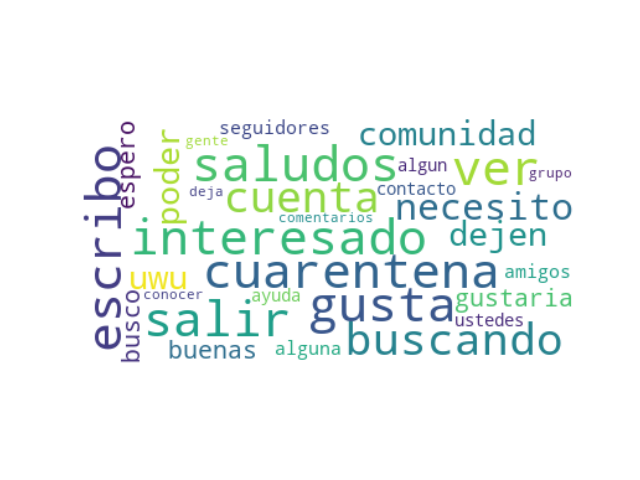 seguidores
comunidad
gente
saludos
algun
ver
grupo
deja
cuenta
contacto
comentarios
necesito
escribo
espero
poder
interesado
dejen
uwu
cuarentena
amigos
conocer
ayuda
gusta
gustaria
busco
salir
ustedes
buenas
alguna
buscando